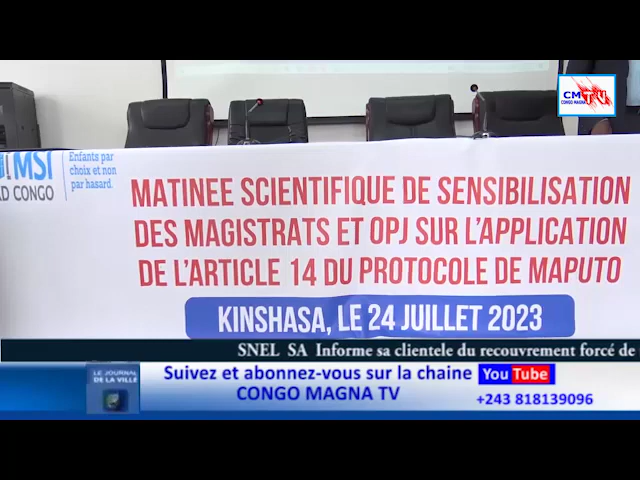 CMTV
CONGO MAGNA
MSI
RD CONGO
Enfants par
choix et non
par hasard.
MATINEE SCIENTIFIQUE DE SENSIBILISATION
DES MAGISTRATS ET OPJ SUR L'APPLICATION
DE L'ARTICLE 14 DU PROTOCOLE DE MAPUTO
KINSHASA, LE 24 JUILLET 2023
SNEL SA Informe sa clientele du recouvrement forcé de
LE JOURNAL
DE LA VILLE
Suivez et abonnez-vous sur la chaine YouTube
CONGO MAGNA TV
+243 818139096